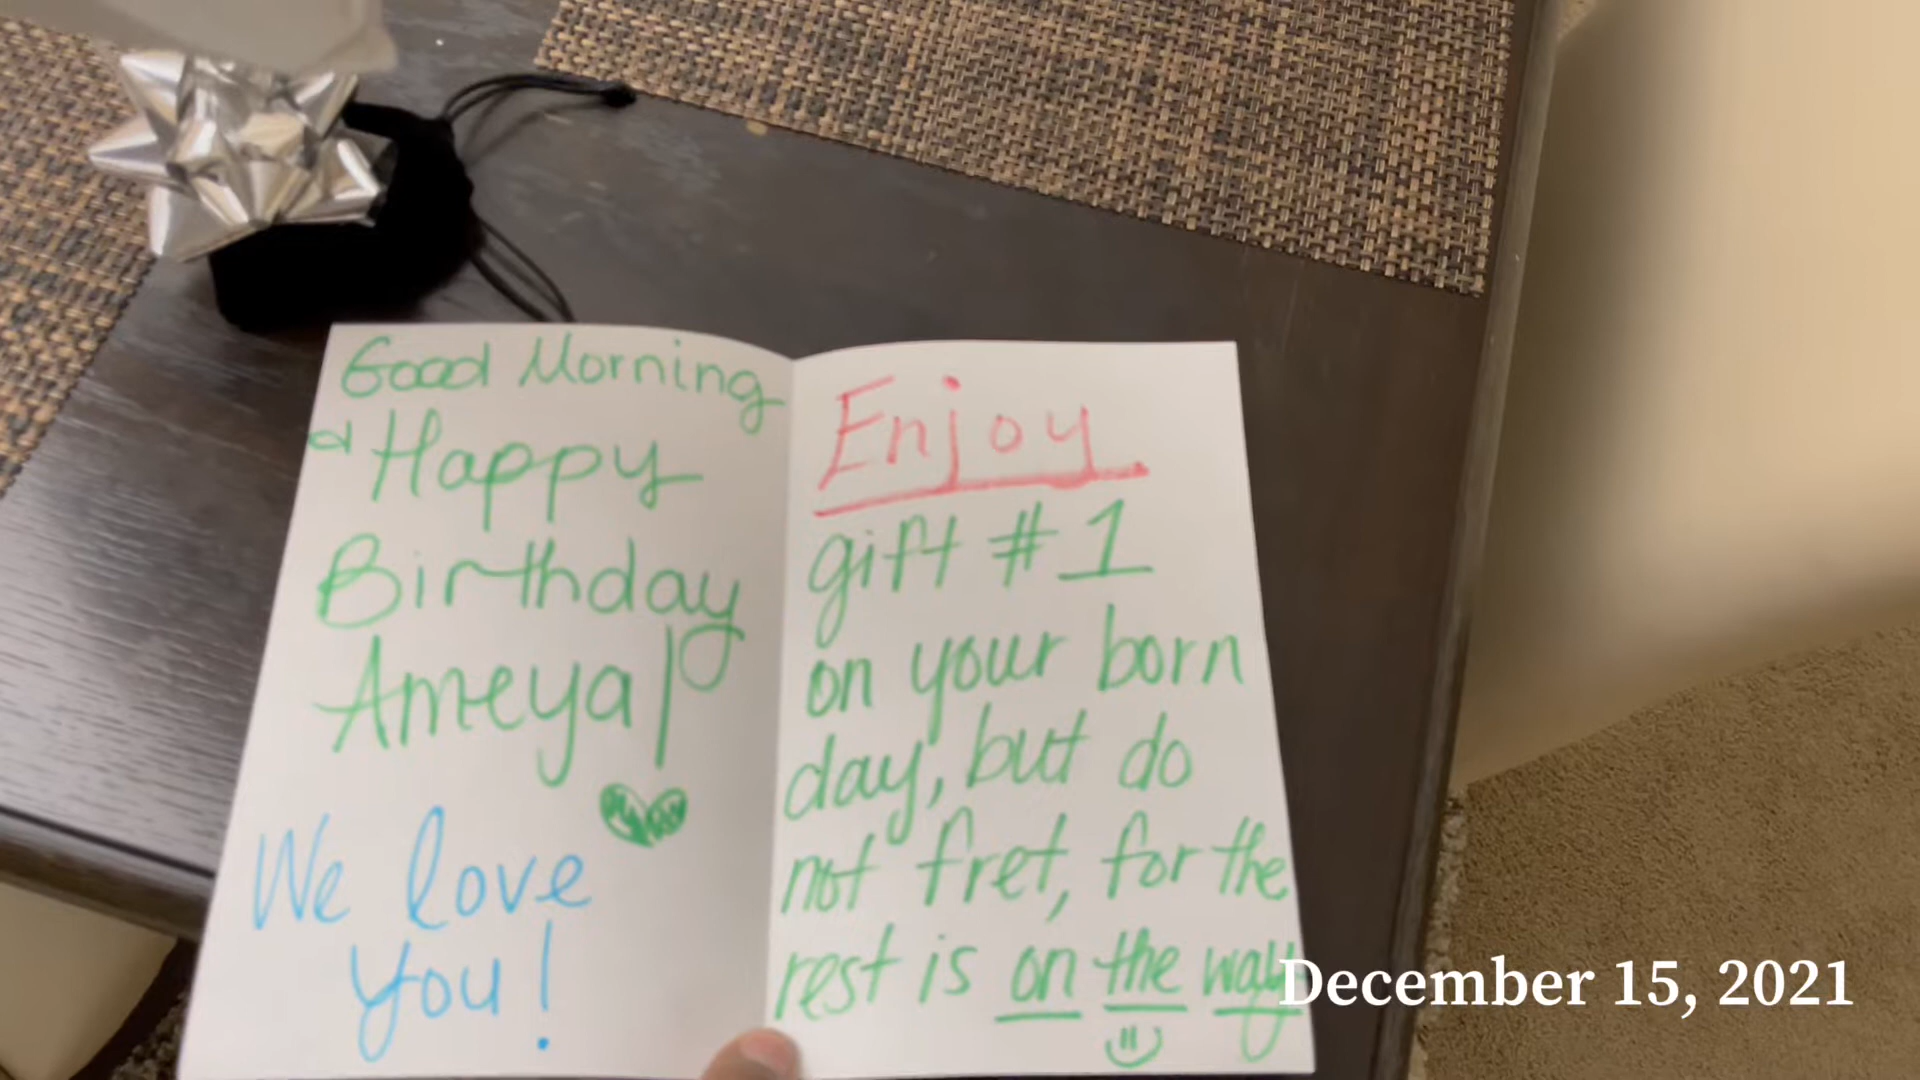 Good Morning
& Happy
Birthday
Ameya!
We love
you!
Enjoy
gift #1
on your born
day, but do
not fret, for the
rest is on the way
December 15, 2021